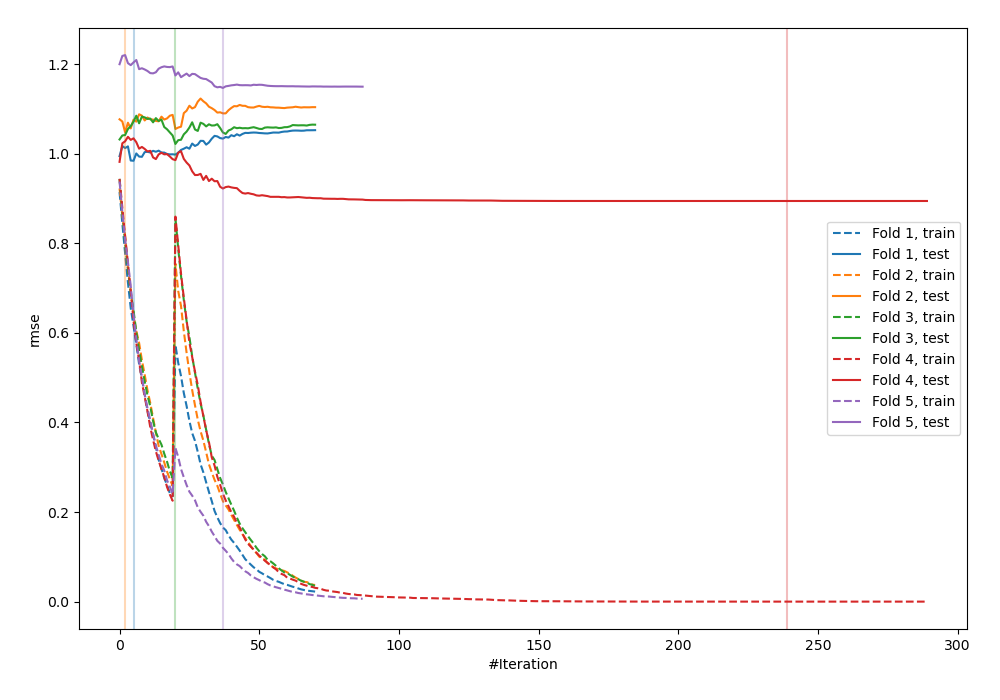 1.2
1.0
0.8
0.6
0.4
0.2
0.0
rmse
0
50
100
150
200
250
300
#Iteration
Fold 1, train
Fold 1, test
Fold 2, train
Fold 2, test
Fold 3, train
Fold 3, test
Fold 4, train
Fold 4, test
Fold 5, train
Fold 5, test